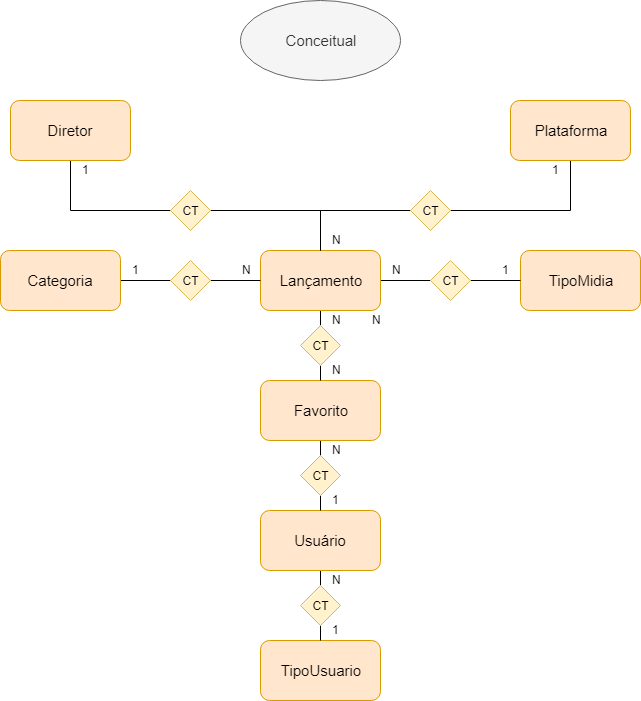 Conceitual
Diretor
Plataforma
1
1
CT
CT
N
Categoria
1
CT
N
Lançamento
N
CT
1
TipoMidia
N
N
CT
N
Favorito
N
CT
1
Usuário
N
CT
1
TipoUsuario